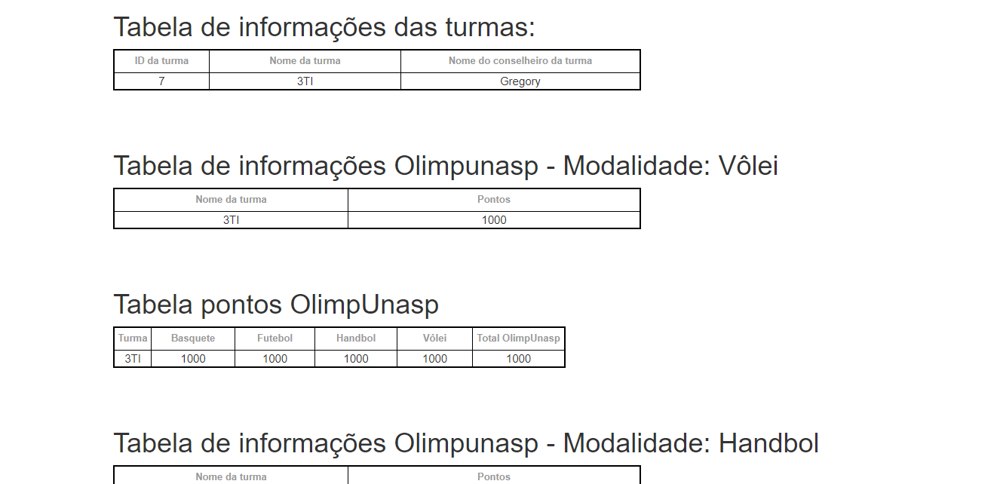 Tabela de informações das turmas:
ID da turma Nome da turma Nome do conselheiro da turma
7 3TI Gregory
Tabela de informações Olimpunasp - Modalidade: Vôlei
Nome da turma Pontos
3TI 1000
Tabela pontos OlimpUnasp
Turma Basquete Futebol Handbol Vôlei Total OlimpUnasp
3TI 1000 1000 1000 1000 1000
Tabela de informações Olimpunasp - Modalidade: Handbol
Nome da turma Pontos